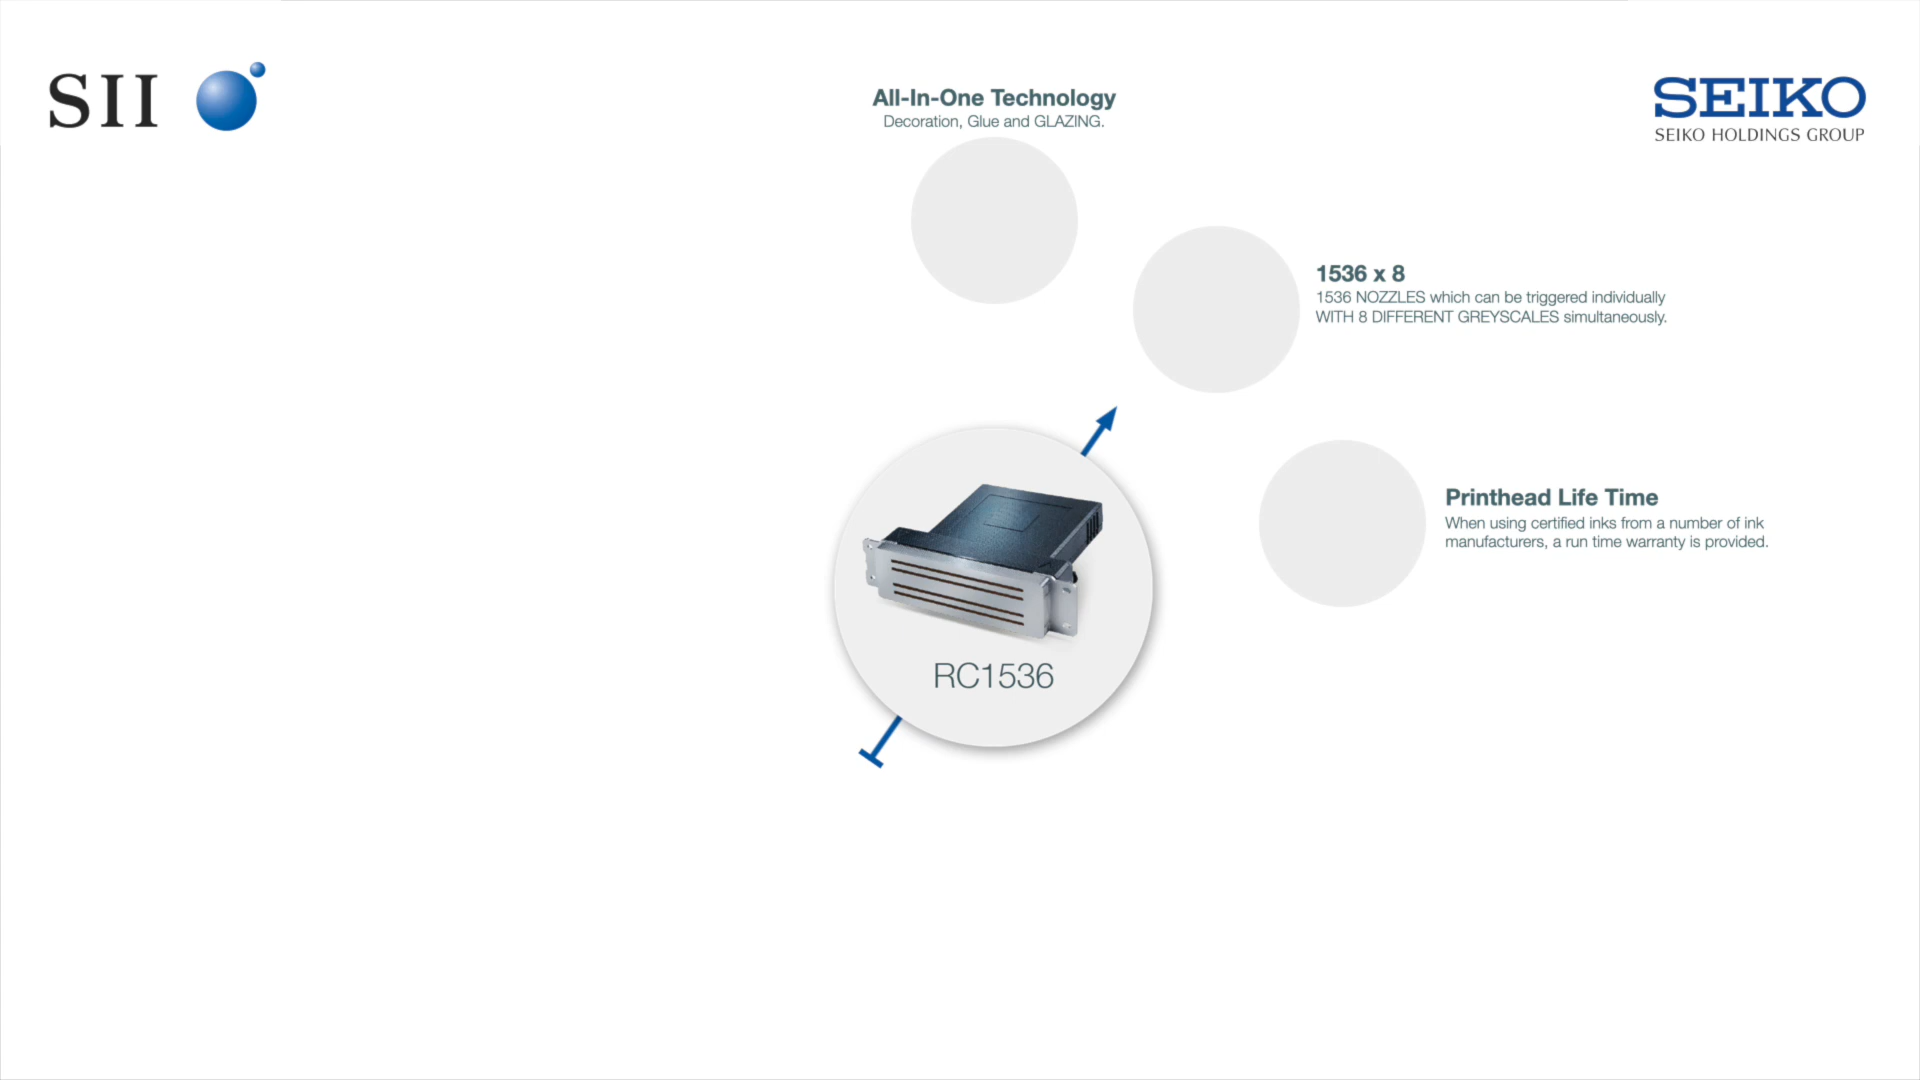 SII
SEIKO
SEIKO HOLDINGS GROUP
All-In-One Technology
Decoration, Glue and GLAZING.
1536 x 8
1536 NOZZLES which can be triggered individually
WITH 8 DIFFERENT GREYSCALES simultaneously.
Printhead Life Time
When using certified inks from a number of ink
manufacturers, a run time warranty is provided.
RC1536